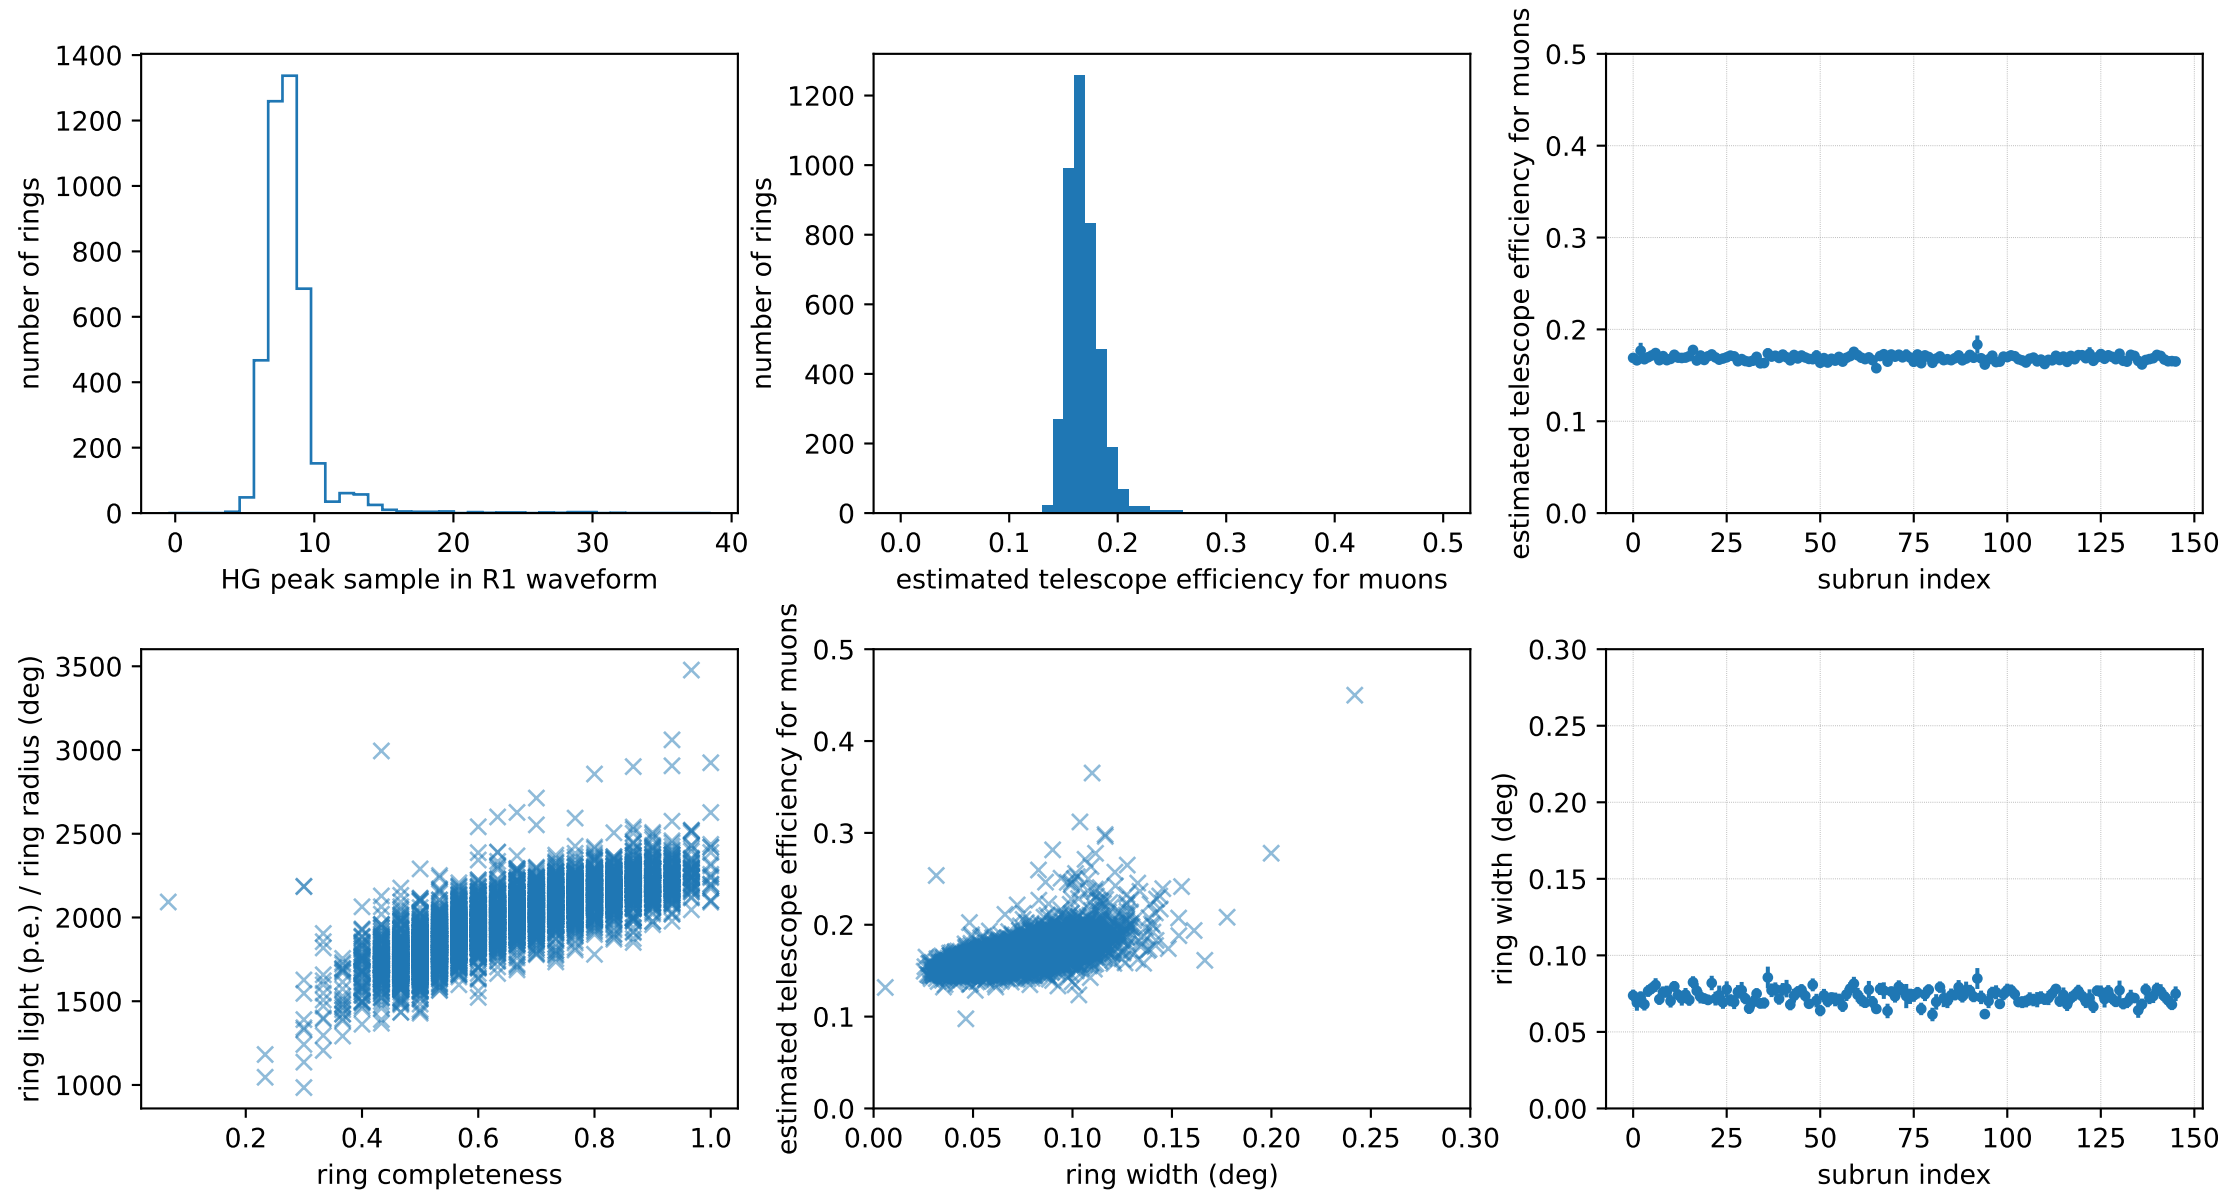 1400
1200
1000
800
600
400
200
0
number of rings
0 10 20 30 40
HG peak sample in R1 waveform
1200
1000
800
600
400
200
0
number of rings
0.0 0.1 0.2 0.3 0.4 0.5
estimated telescope efficiency for muons
0.5
0.4
0.3
0.2
0.1
0.0
estimated telescope efficiency for muons
0 25 50 75 100 125 150
subrun index
3500
3000
2500
2000
1500
1000
ring light (p.e.) / ring radius (deg)
0.2 0.4 0.6 0.8 1.0
ring completeness
0.5
0.4
0.3
0.2
0.1
0.0
estimated telescope efficiency for muons
0.00 0.05 0.10 0.15 0.20 0.25 0.30
ring width (deg)
0.30
0.25
0.20
0.15
0.10
0.05
0.00
ring width (deg)
0 25 50 75 100 125 150
subrun index